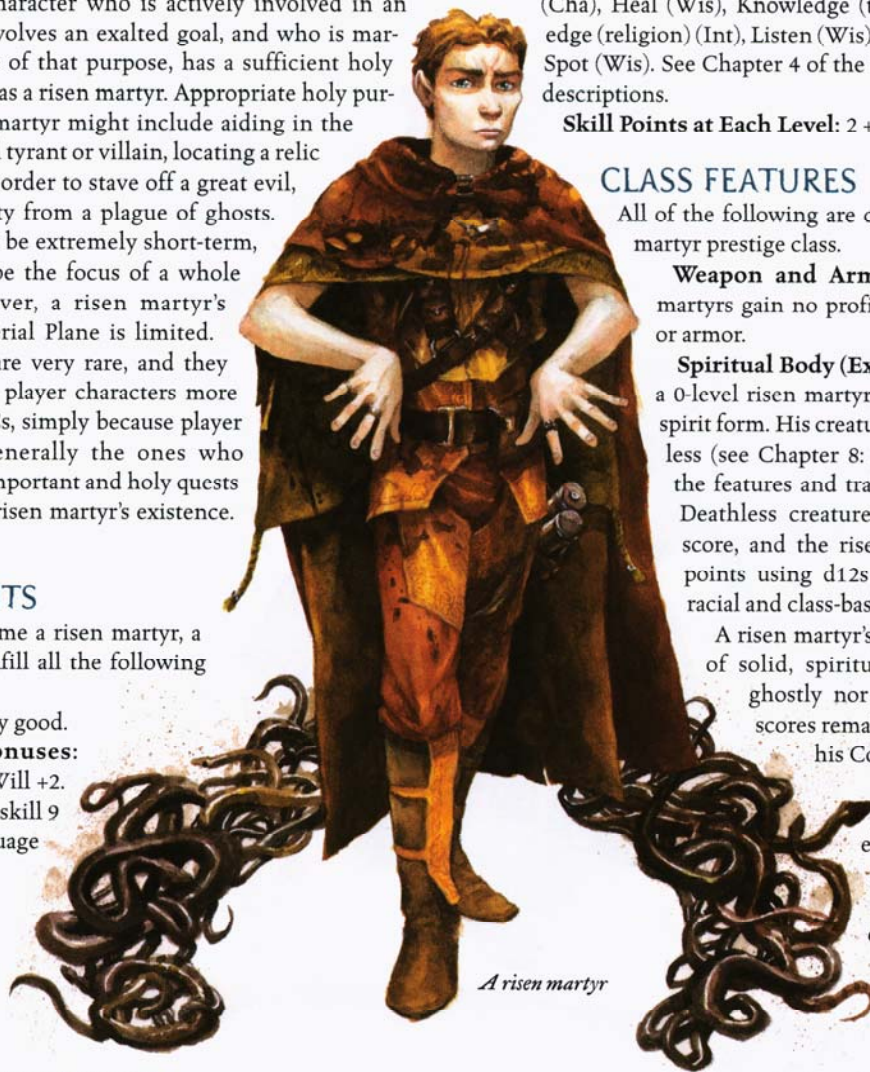 haracter who is actively involved in an
volves an exalted goal, and who is mar-
of that purpose, has a sufficient holy
as a risen martyr. Appropriate holy pur-
martyr might include aiding in the
tyrant or villain, locating a relic
order to stave off a great evil,
ty from a plague of ghosts.
be extremely short-term,
be the focus of a whole
ver, a risen martyr's
rial Plane is limited.
are very rare, and they
player characters more
s, simply because player
enerally the ones who
mportant and holy quests
risen martyr's existence.
TS
me a risen martyr, a
fill all the following
y good.
onuses:
Will +2.
skill 9
uage
(Cha), Heal (Wis), Knowledge (
edge (religion) (Int), Listen (Wis)
Spot (Wis). See Chapter 4 of the
descriptions.
Skill Points at Each Level: 2 +
CLASS FEATURES
All of the following are c
martyr prestige class.
Weapon and Arm
martyrs gain no profi
or armor.
Spiritual Body (Ex
a 0-level risen martyr
spirit form. His creatu
less (see Chapter 8:
the features and tra
Deathless creature
score, and the rise
points using d12s
racial and class-bas
A risen martyr's
of solid, spiritu
ghostly nor
scores rema
his Co
e
A risen martyr